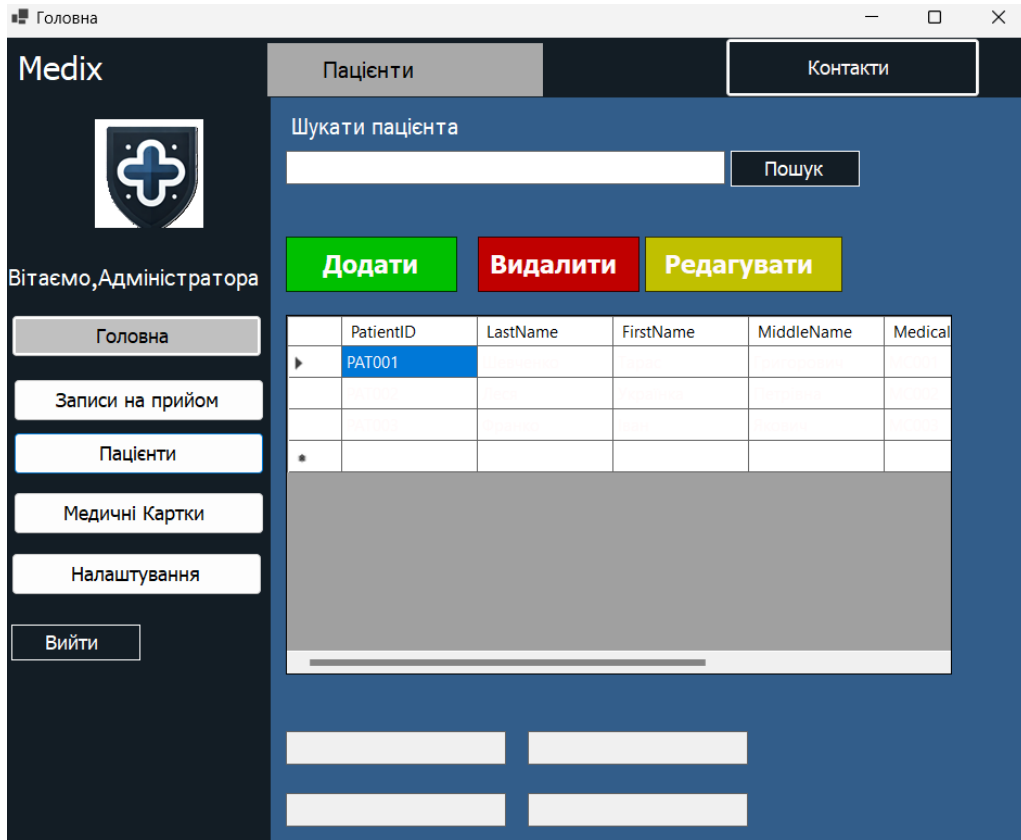 Головна
Medix
Пацієнти
Контакти
Шукати пацієнта
Пошук
Вітаємо,Адміністратора
Додати
Видалити
Редагувати
Головна
PatientID
LastName
FirstName
MiddleName
Medical
PAT001
Записи на прийом
Пацієнти
Медичні Картки
Налаштування
Вийти